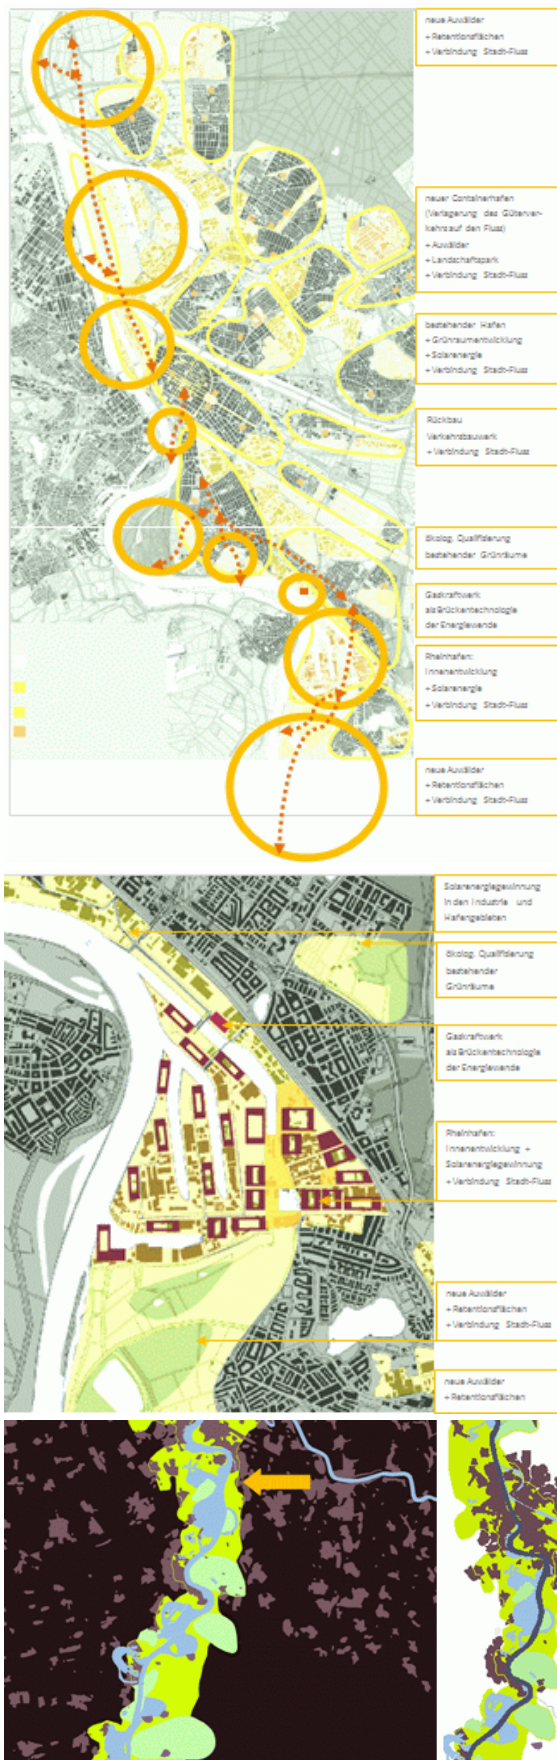 neue Auwälder
+ Retentionsflächen
+ Verbindung Stadt-Fluss
neuer Containerhafen
(Verlagerung des Güterver-
kehrs auf den Fluss)
+ Auwälder
+ Landschaftspark
+ Verbindung Stadt-Fluss
bestehender Hafen
+ Grünraumentwicklung
+ Solarenergie
+ Verbindung Stadt-Fluss
Rückbau
Verkehrsbauwerk
+ Verbindung Stadt-Fluss
ökolog. Qualifizierung
bestehender Grünräume
Gaskraftwerk
als Brückentechnologie
der Energiewende
Rheinhafen:
Innenentwicklung
+ Solarenergie
+ Verbindung Stadt-Fluss
neue Auwälder
+ Retentionsflächen
+ Verbindung Stadt-Fluss
Solarenergiegewinnung
in den Industrie und
Hafengebieten
ökolog. Qualifizierung
bestehender
Grünräume
Gaskraftwerk
als Brückentechnologie
der Energiewende
Rheinhafen:
Innenentwicklung +
Solarenergiegewinnung
+ Verbindung Stadt-Fluss
neue Auwälder
+ Retentionsflächen
+ Verbindung Stadt-Fluss
neue Auwälder
+ Retentionsflächen